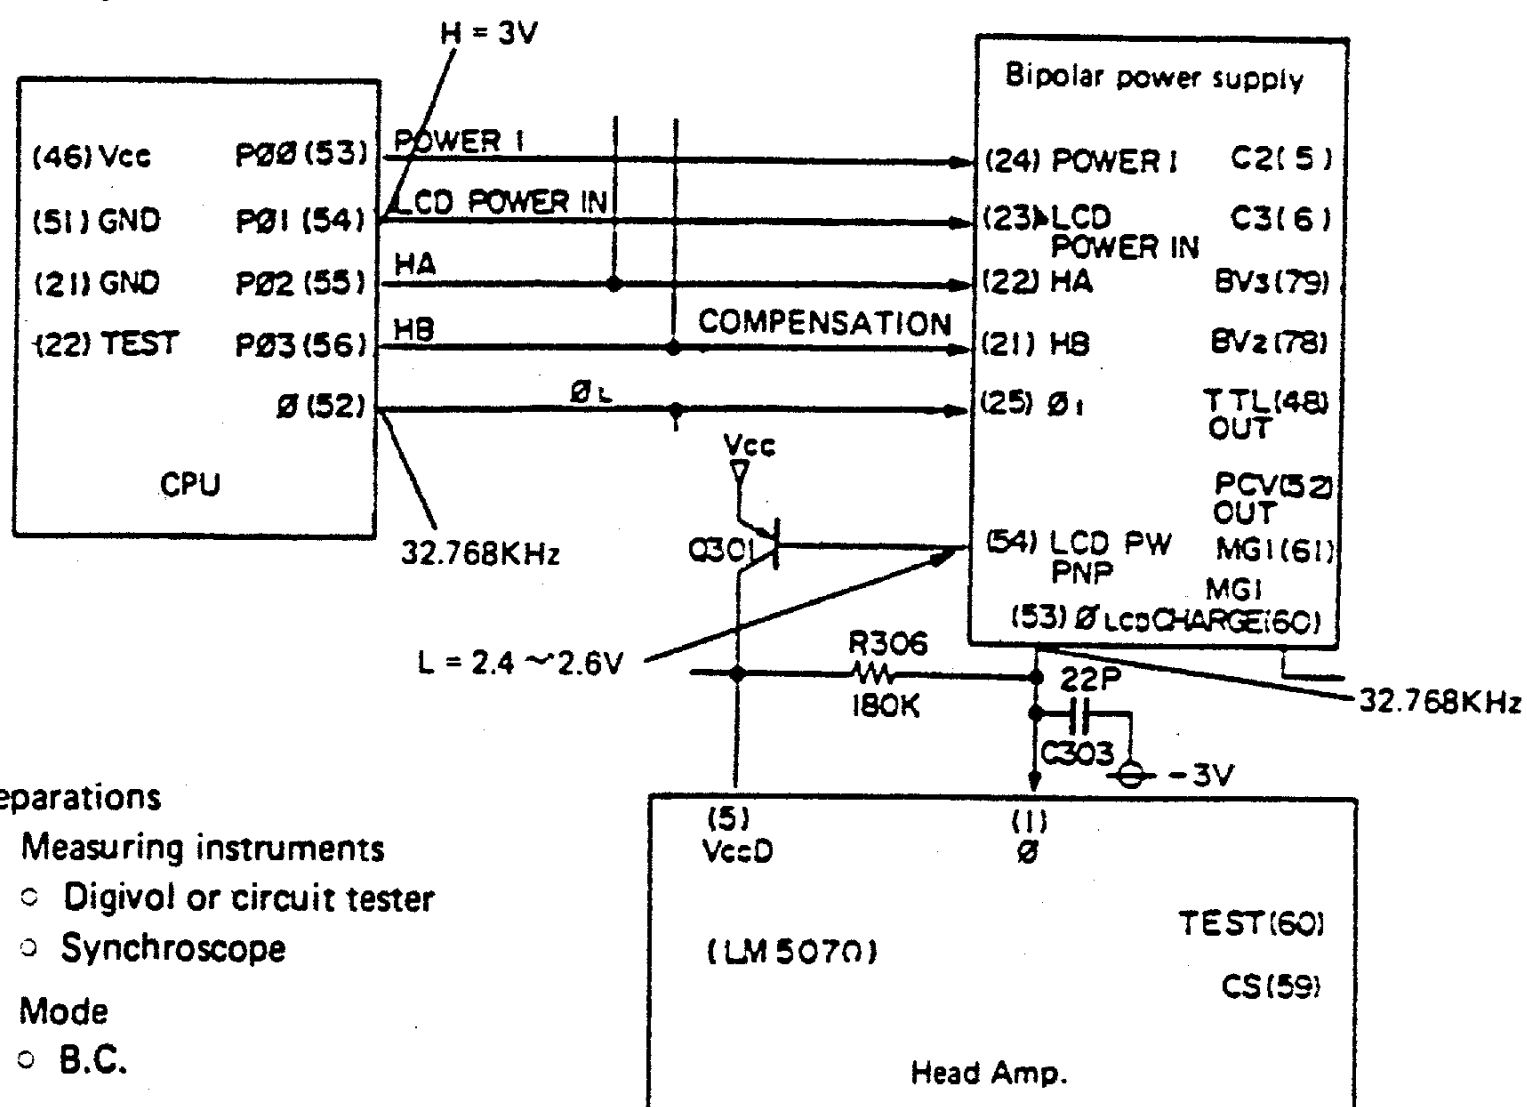 H = 3V
Bipolar power supply
(46) Vcc
PØØ (53)
POWER I
(24) POWER I
C2 ( 5 )
(51) GND
PØ1 (54)
LCD POWER IN
(23) LCD POWER IN
C3 ( 6 )
(21) GND
PØ2 (55)
HA
(22) HA
BV3 (79)
(22) TEST
PØ3 (56)
HB
COMPENSATION
(21) HB
BV2 (78)
Ø (52)
ØL
(25) Ø1
TTL (48)
OUT
CPU
Vcc
PCV (52)
OUT
32.768KHz
Q301
(54) LCD PW
PNP
MG1 (61)
MG1
(53) Ø LCD
CHARGE (60)
L = 2.4 ～ 2.6V
R306
180K
22P
C303
32.768KHz
-3V
eparations
Measuring instruments
○ Digivol or circuit tester
○ Synchroscope
Mode
○ B.C.
(5)
VccD
(1)
Ø
TEST (60)
(LM 5070)
CS (59)
Head Amp.